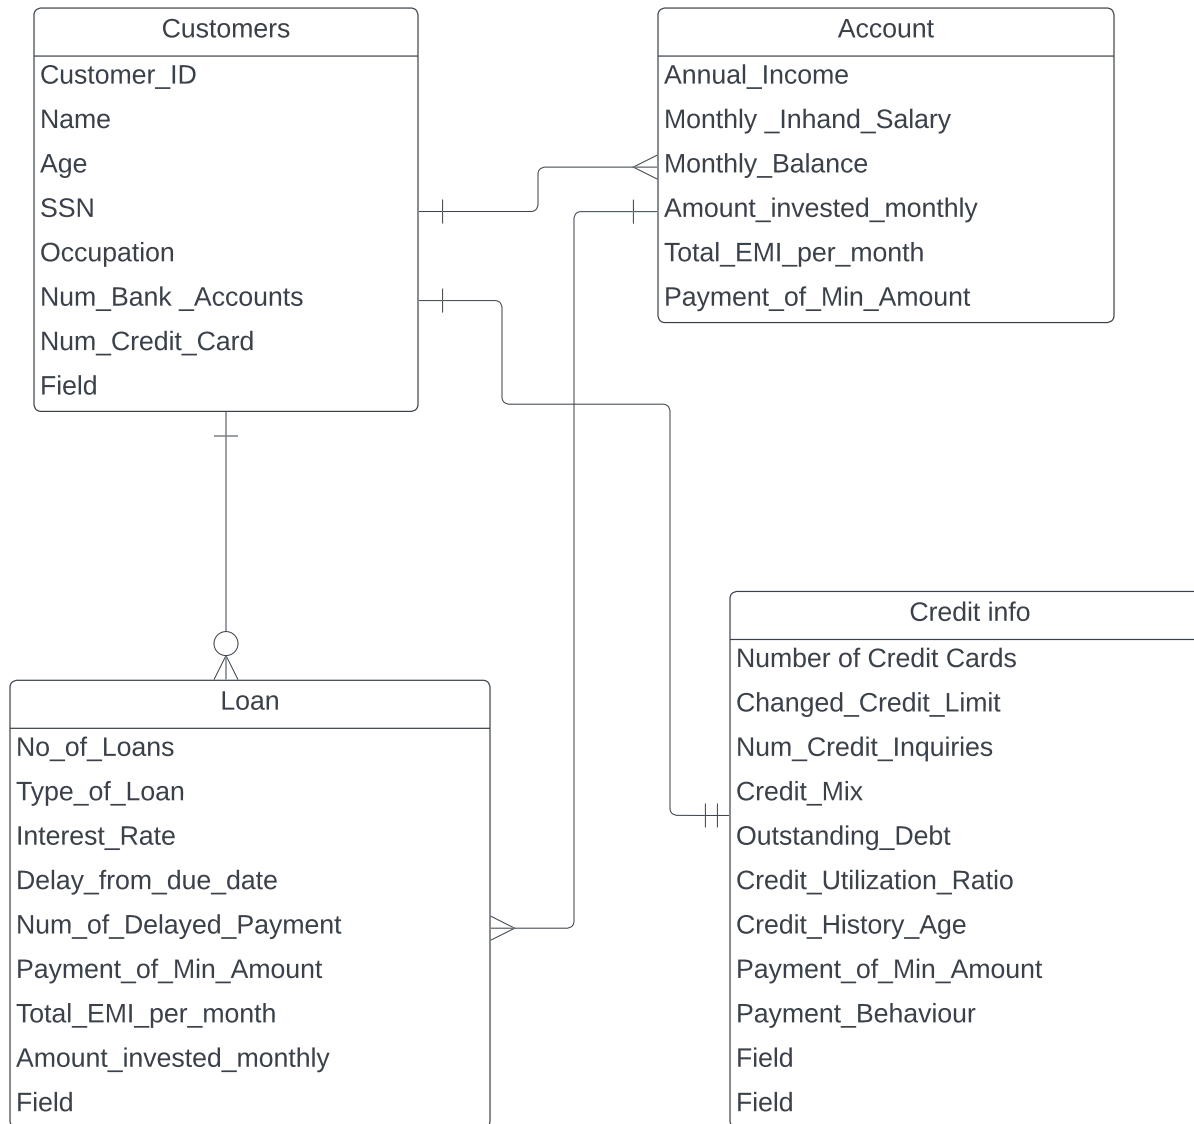 Customers
Customer_ID
Name
Age
SSN
Occupation
Num_Bank _Accounts
Num_Credit_Card
Field
Account
Annual_Income
Monthly _Inhand_Salary
Monthly_Balance
Amount_invested_monthly
Total_EMI_per_month
Payment_of_Min_Amount
Loan
No_of_Loans
Type_of_Loan
Interest_Rate
Delay_from_due_date
Num_of_Delayed_Payment
Payment_of_Min_Amount
Total_EMI_per_month
Amount_invested_monthly
Field
Credit info
Number of Credit Cards
Changed_Credit_Limit
Num_Credit_Inquiries
Credit_Mix
Outstanding_Debt
Credit_Utilization_Ratio
Credit_History_Age
Payment_of_Min_Amount
Payment_Behaviour
Field
Field